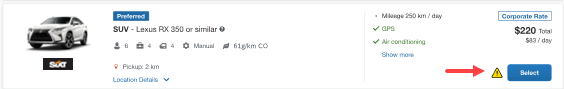 Preferred
SUV - Lexus RX 350 or similar
6 4 4 Manual 61g/km CO
Pickup: 2 km
Location Details
SIXT
Mileage 250 km / day
GPS
Air conditioning
Show more
Corporate Rate
$220 Total
$83 / day
Select